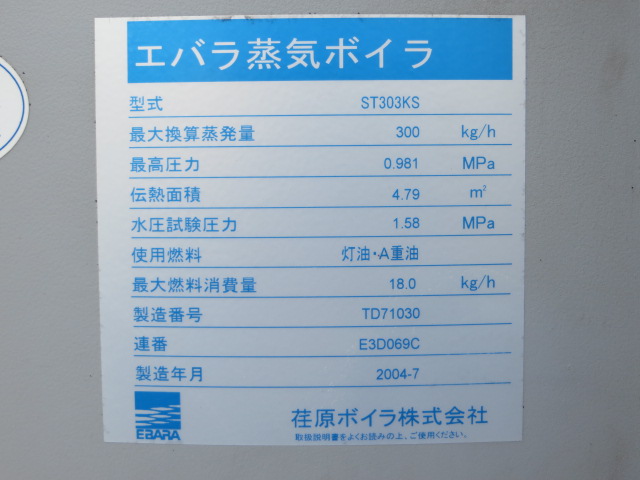 エバラ蒸気ボイラ
型式 ST303KS
最大換算蒸発量 300 kg/h
最高圧力 0.981 MPa
伝熱面積 4.79 m²
水圧試験圧力 1.58 MPa
使用燃料 灯油・A重油
最大燃料消費量 18.0 kg/h
製造番号 TD71030
連番 E3D069C
製造年月 2004-7
EBARA
荏原ボイラ株式会社
取扱説明書をよくお読みの上、ご使用ください。